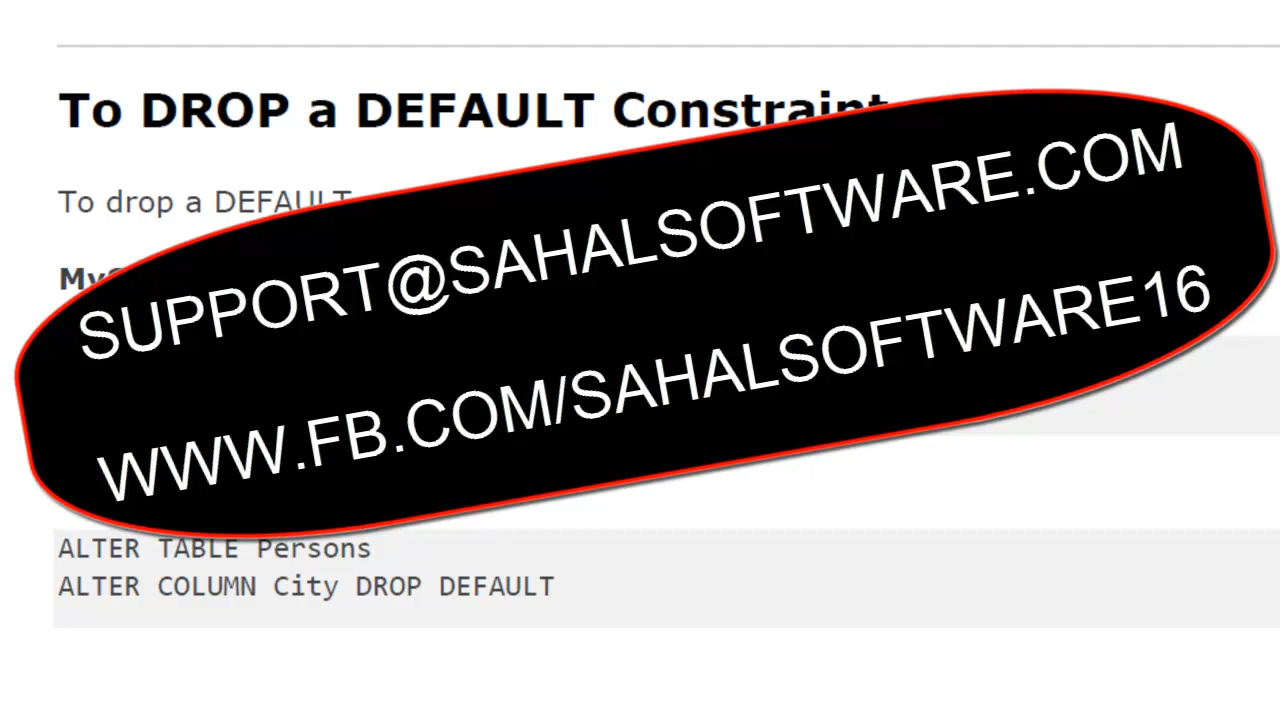 To DROP a DEFAULT Constraint
To drop a DEFAULT
SUPPORT@SAHALSOFTWARE.COM
WWW.FB.COM/SAHALSOFTWARE16
ALTER TABLE Persons
ALTER COLUMN City DROP DEFAULT